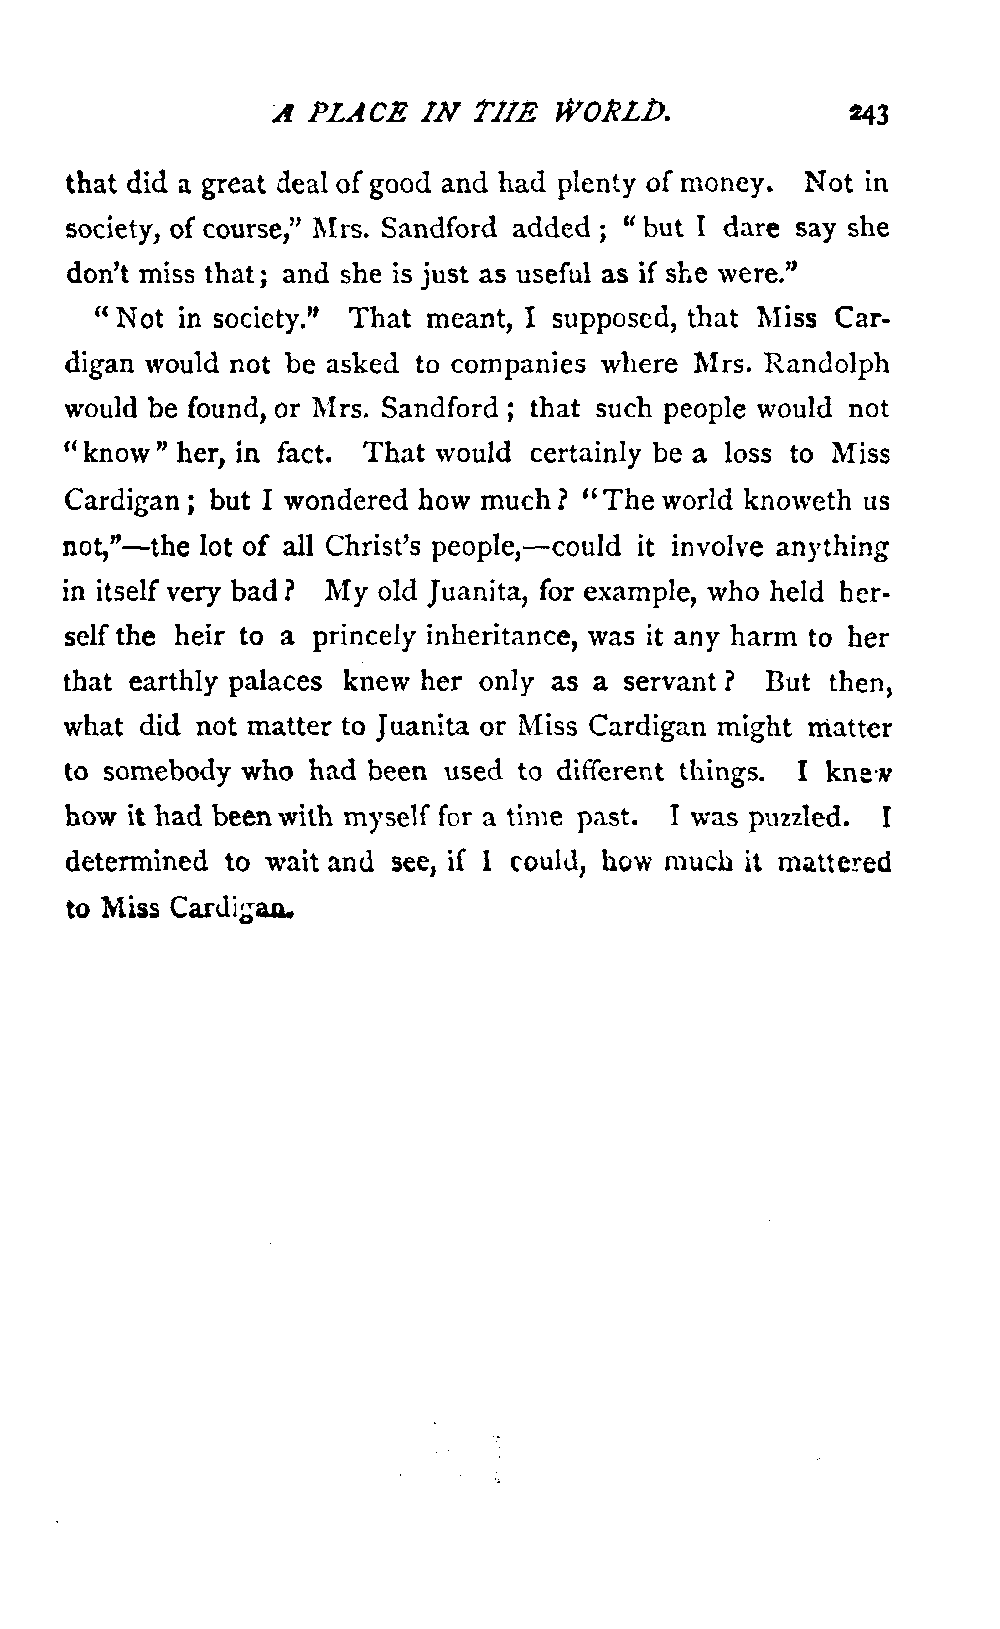 A PLACE IN THE WORLD. 243
that did a great deal of good and had plenty of money. Not in
society, of course," Mrs. Sandford added; "but I dare say she
don't miss that; and she is just as useful as if she were."
"Not in society." That meant, I supposed, that Miss Car-
digan would not be asked to companies where Mrs. Randolph
would be found, or Mrs. Sandford; that such people would not
"know" her, in fact. That would certainly be a loss to Miss
Cardigan; but I wondered how much? "The world knoweth us
not,"—the lot of all Christ's people,—could it involve anything
in itself very bad? My old Juanita, for example, who held her-
self the heir to a princely inheritance, was it any harm to her
that earthly palaces knew her only as a servant? But then,
what did not matter to Juanita or Miss Cardigan might matter
to somebody who had been used to different things. I knew
how it had been with myself for a time past. I was puzzled. I
determined to wait and see, if I could, how much it mattered
to Miss Cardigan.